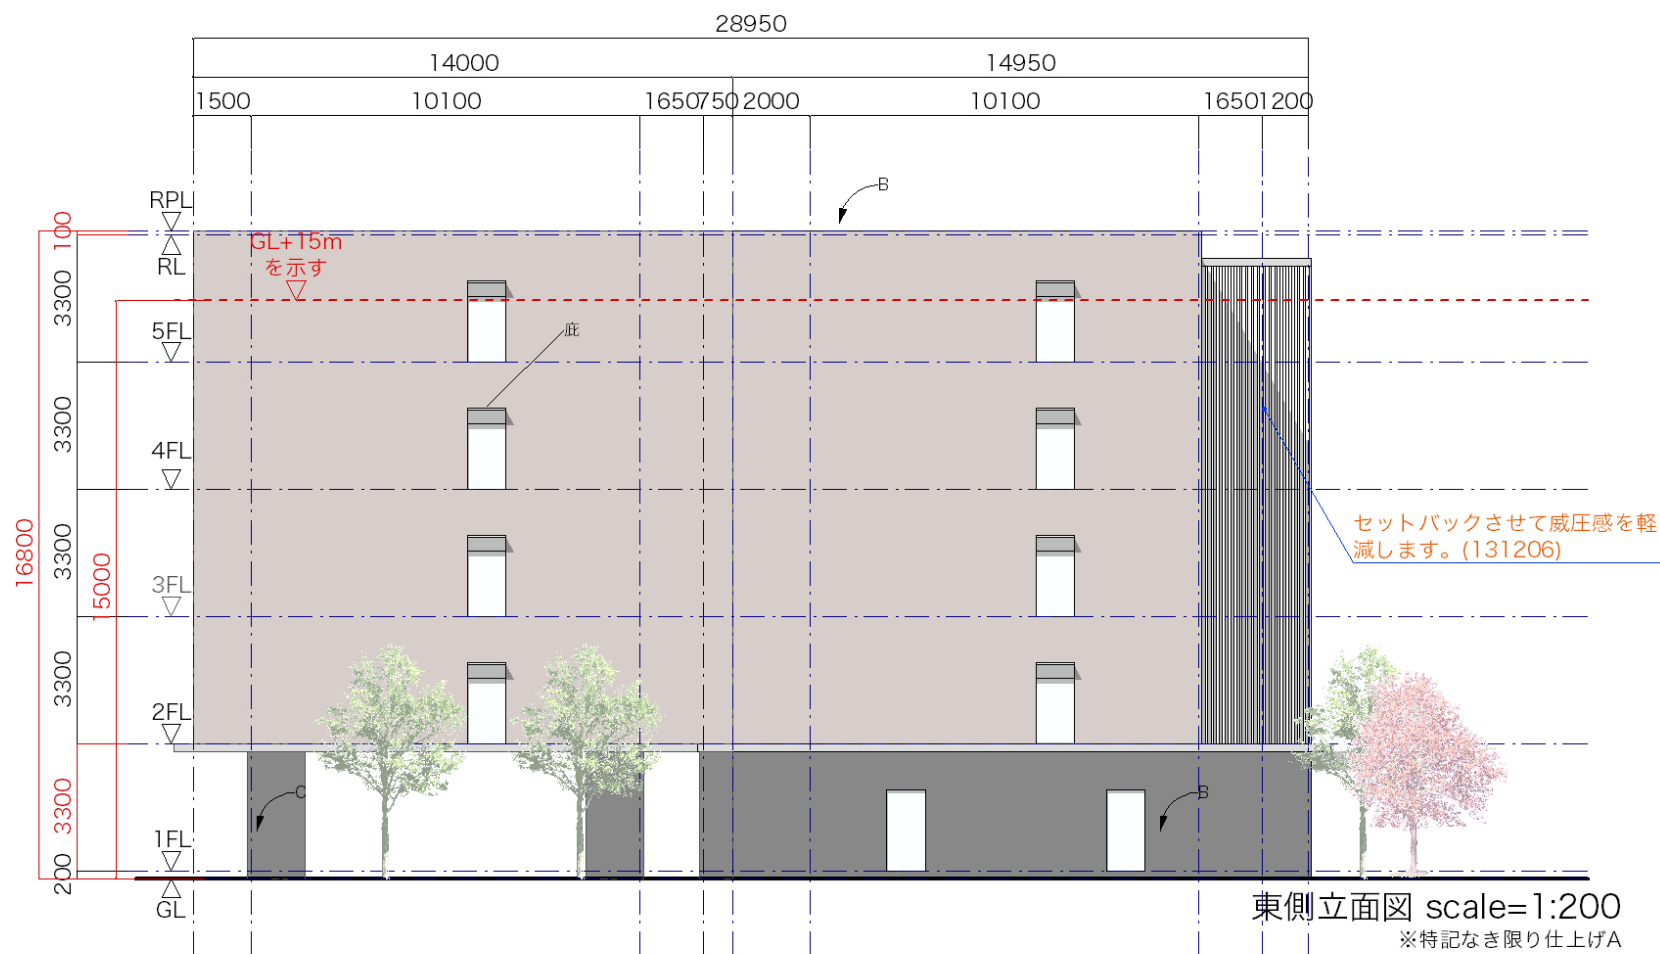 28950
14000 14950
1500 10100 1650 750 2000 10100 1650 1200
B
RPL
100
GL+15m
を示す
RL
3300
5FL
庇
3300
4FL
セットバックさせて威圧感を軽
減します。(131206)
16800
3300
15000
3FL
3300
2FL
C
B
3300
1FL
200
GL
東側立面図 scale=1:200
※特記なき限り仕上げA